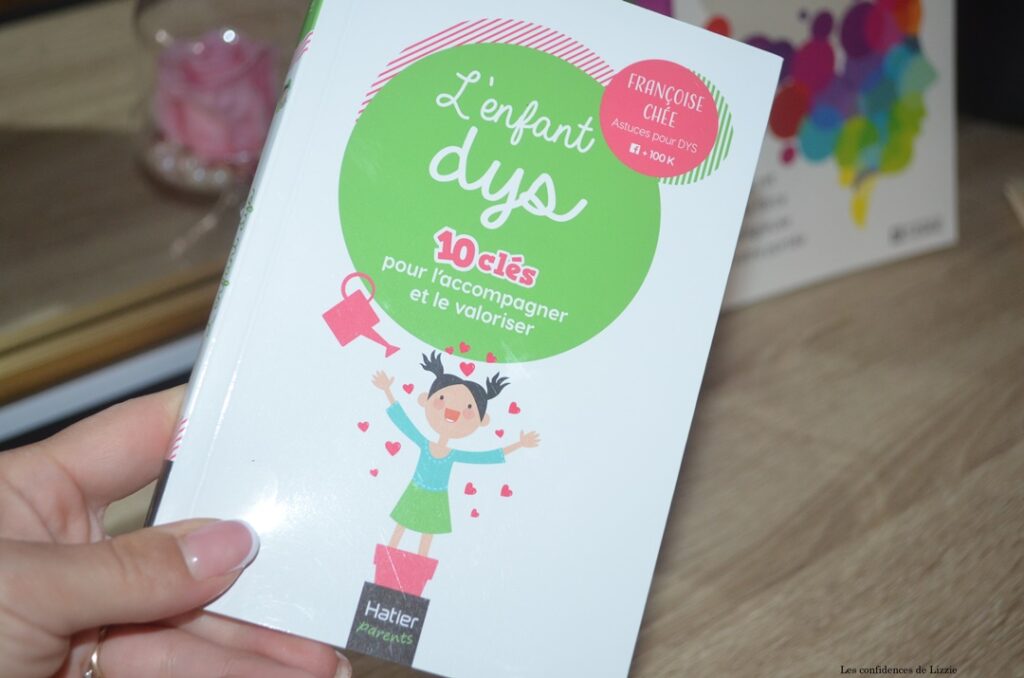 L'enfant
dys
10 clés
pour l'accompagner
et le valoriser
FRANÇOISE
CHÉE
Astuces pour DYS
+ 100 K
Hatier
parents
Les confidences de Lizzie